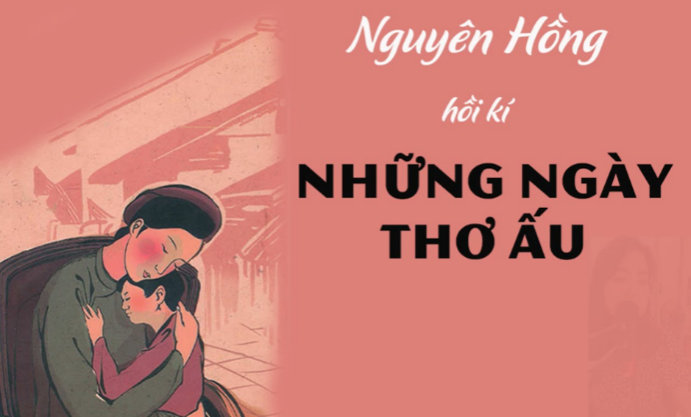 Nguyên Hồng
hồi kí
NHỮNG NGÀY
THƠ ẤU